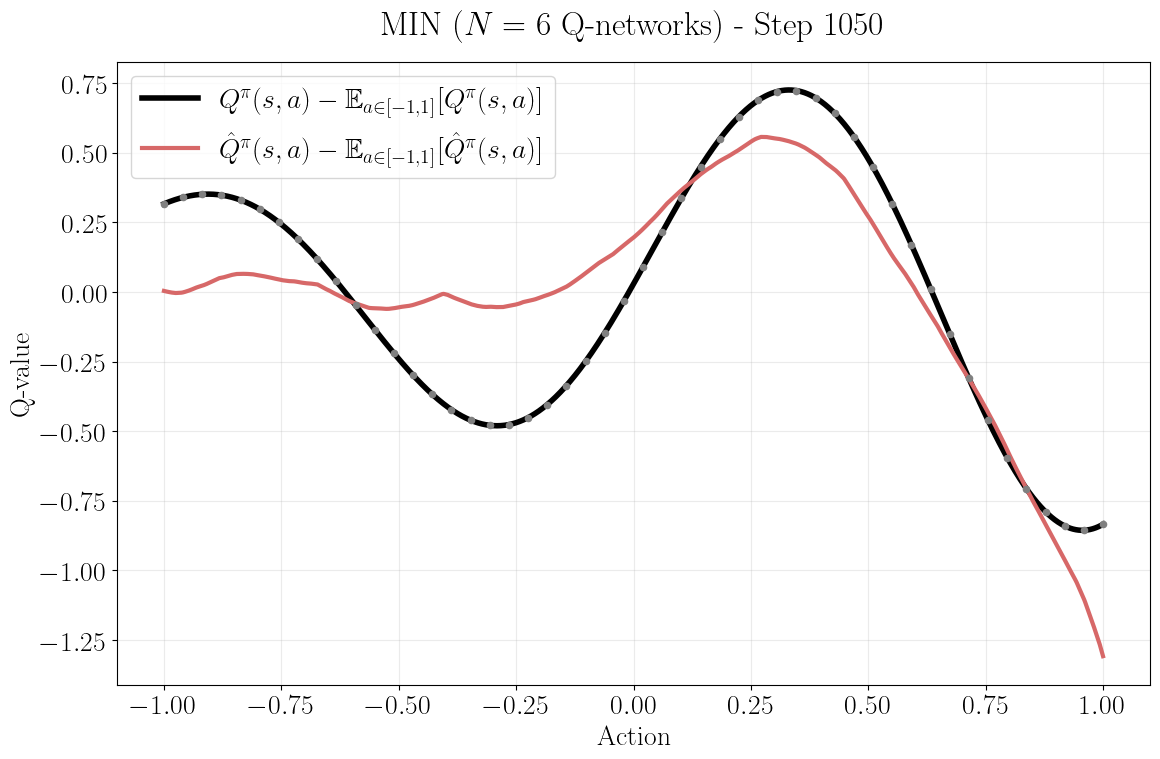 MIN (N = 6 Q-networks) - Step 1050
Q^π(s, a) − 𝔼_{a∈[−1,1]}[Q^π(s, a)]
Q̂^π(s, a) − 𝔼_{a∈[−1,1]}[Q̂^π(s, a)]
Q-value
0.75
0.50
0.25
0.00
−0.25
−0.50
−0.75
−1.00
−1.25
−1.00 −0.75 −0.50 −0.25 0.00 0.25 0.50 0.75 1.00
Action